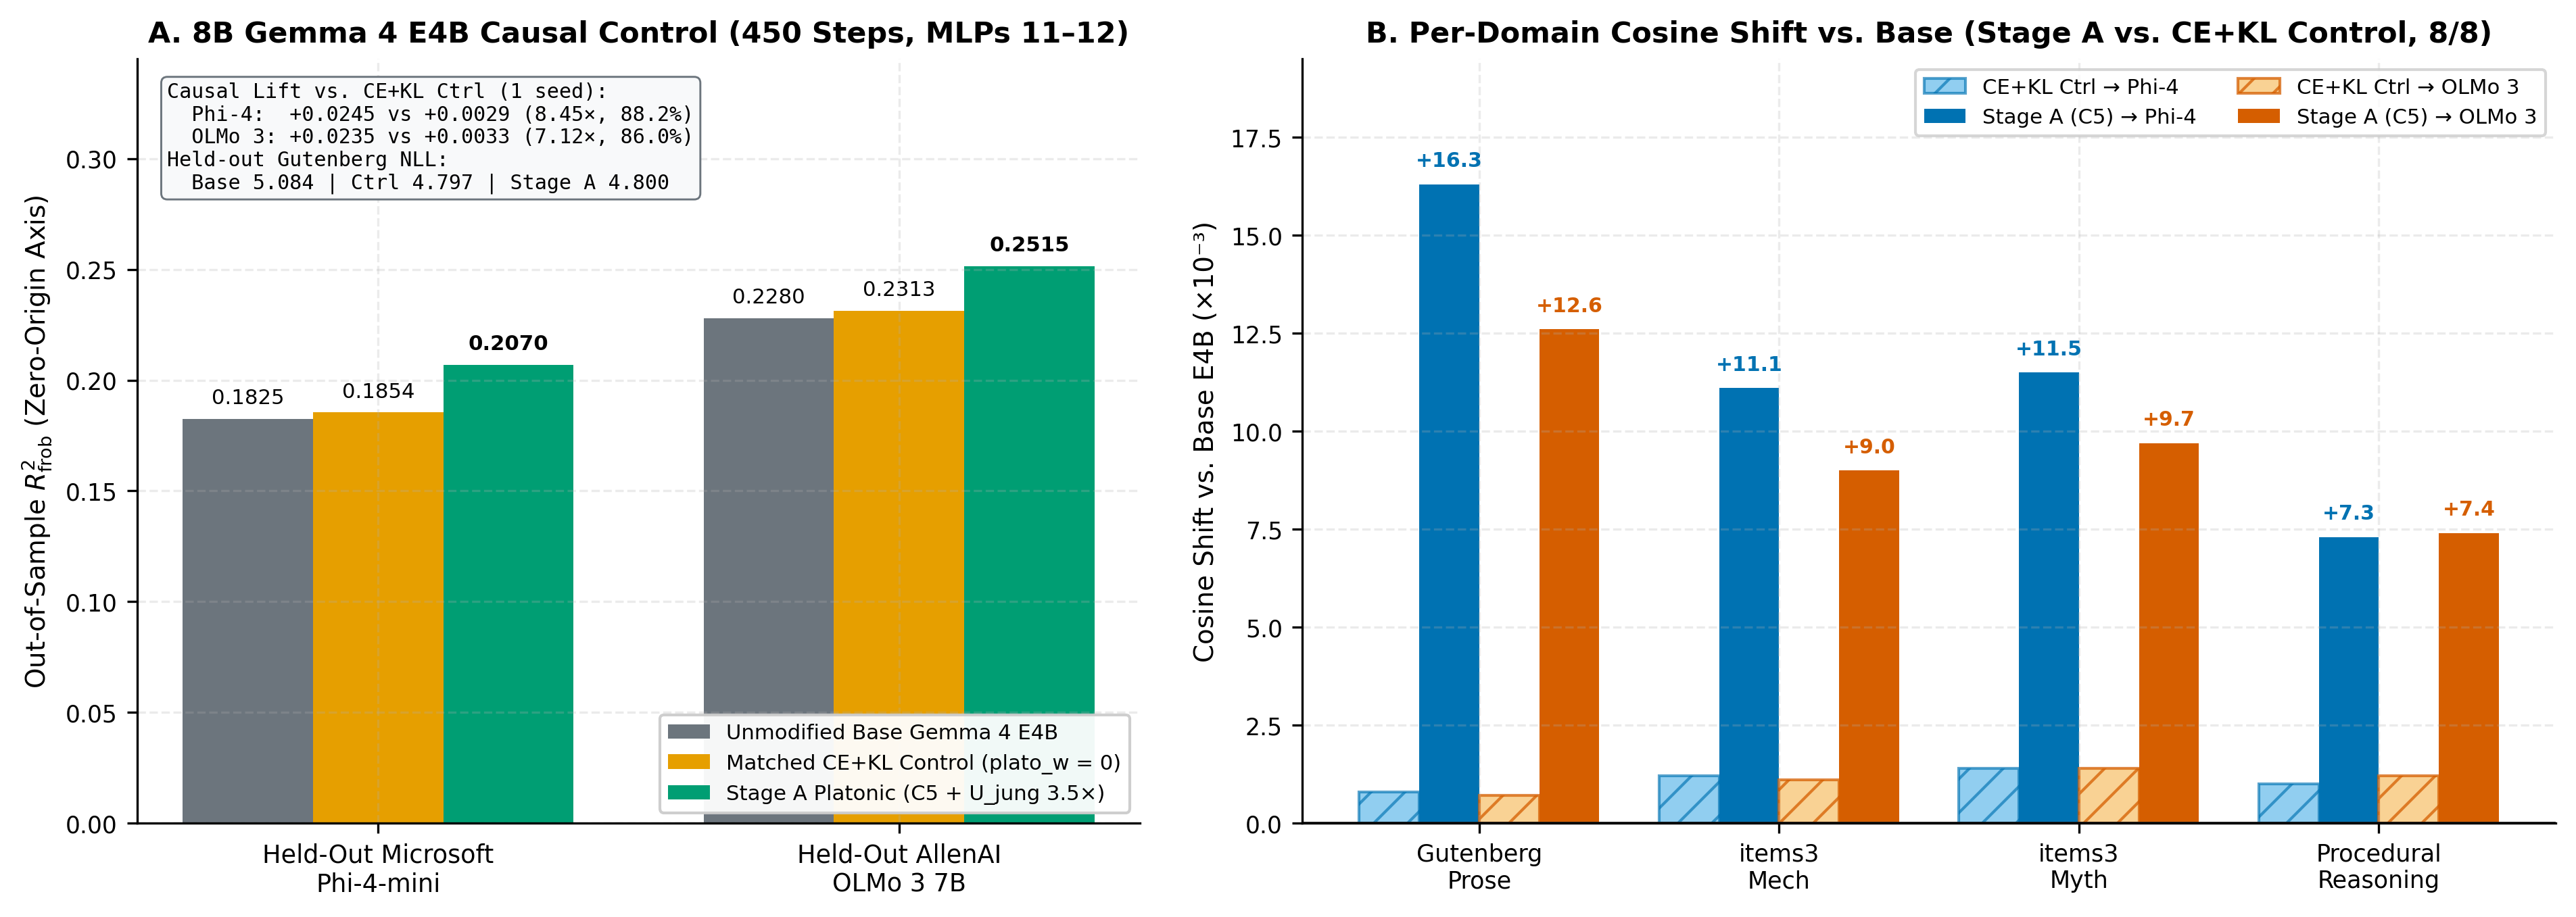 A. 8B Gemma 4 E4B Causal Control (450 Steps, MLPs 11–12)
Out-of-Sample R²frob (Zero-Origin Axis)
0.30
0.25
0.20
0.15
0.10
0.05
0.00
Causal Lift vs. CE+KL Ctrl (1 seed):
Phi-4: +0.0245 vs +0.0029 (8.45×, 88.2%)
OLMo 3: +0.0235 vs +0.0033 (7.12×, 86.0%)
Held-out Gutenberg NLL:
Base 5.084 | Ctrl 4.797 | Stage A 4.800
0.1825
0.1854
0.2070
0.2280
0.2313
0.2515
Unmodified Base Gemma 4 E4B
Matched CE+KL Control (plato_w = 0)
Stage A Platonic (C5 + U_jung 3.5×)
Held-Out Microsoft
Phi-4-mini
Held-Out AllenAI
OLMo 3 7B
B. Per-Domain Cosine Shift vs. Base (Stage A vs. CE+KL Control, 8/8)
Cosine Shift vs. Base E4B (×10⁻³)
17.5
15.0
12.5
10.0
7.5
5.0
2.5
0.0
CE+KL Ctrl → Phi-4
Stage A (C5) → Phi-4
CE+KL Ctrl → OLMo 3
Stage A (C5) → OLMo 3
+16.3
+12.6
+11.1
+9.0
+11.5
+9.7
+7.3
+7.4
Gutenberg
Prose
items3
Mech
items3
Myth
Procedural
Reasoning